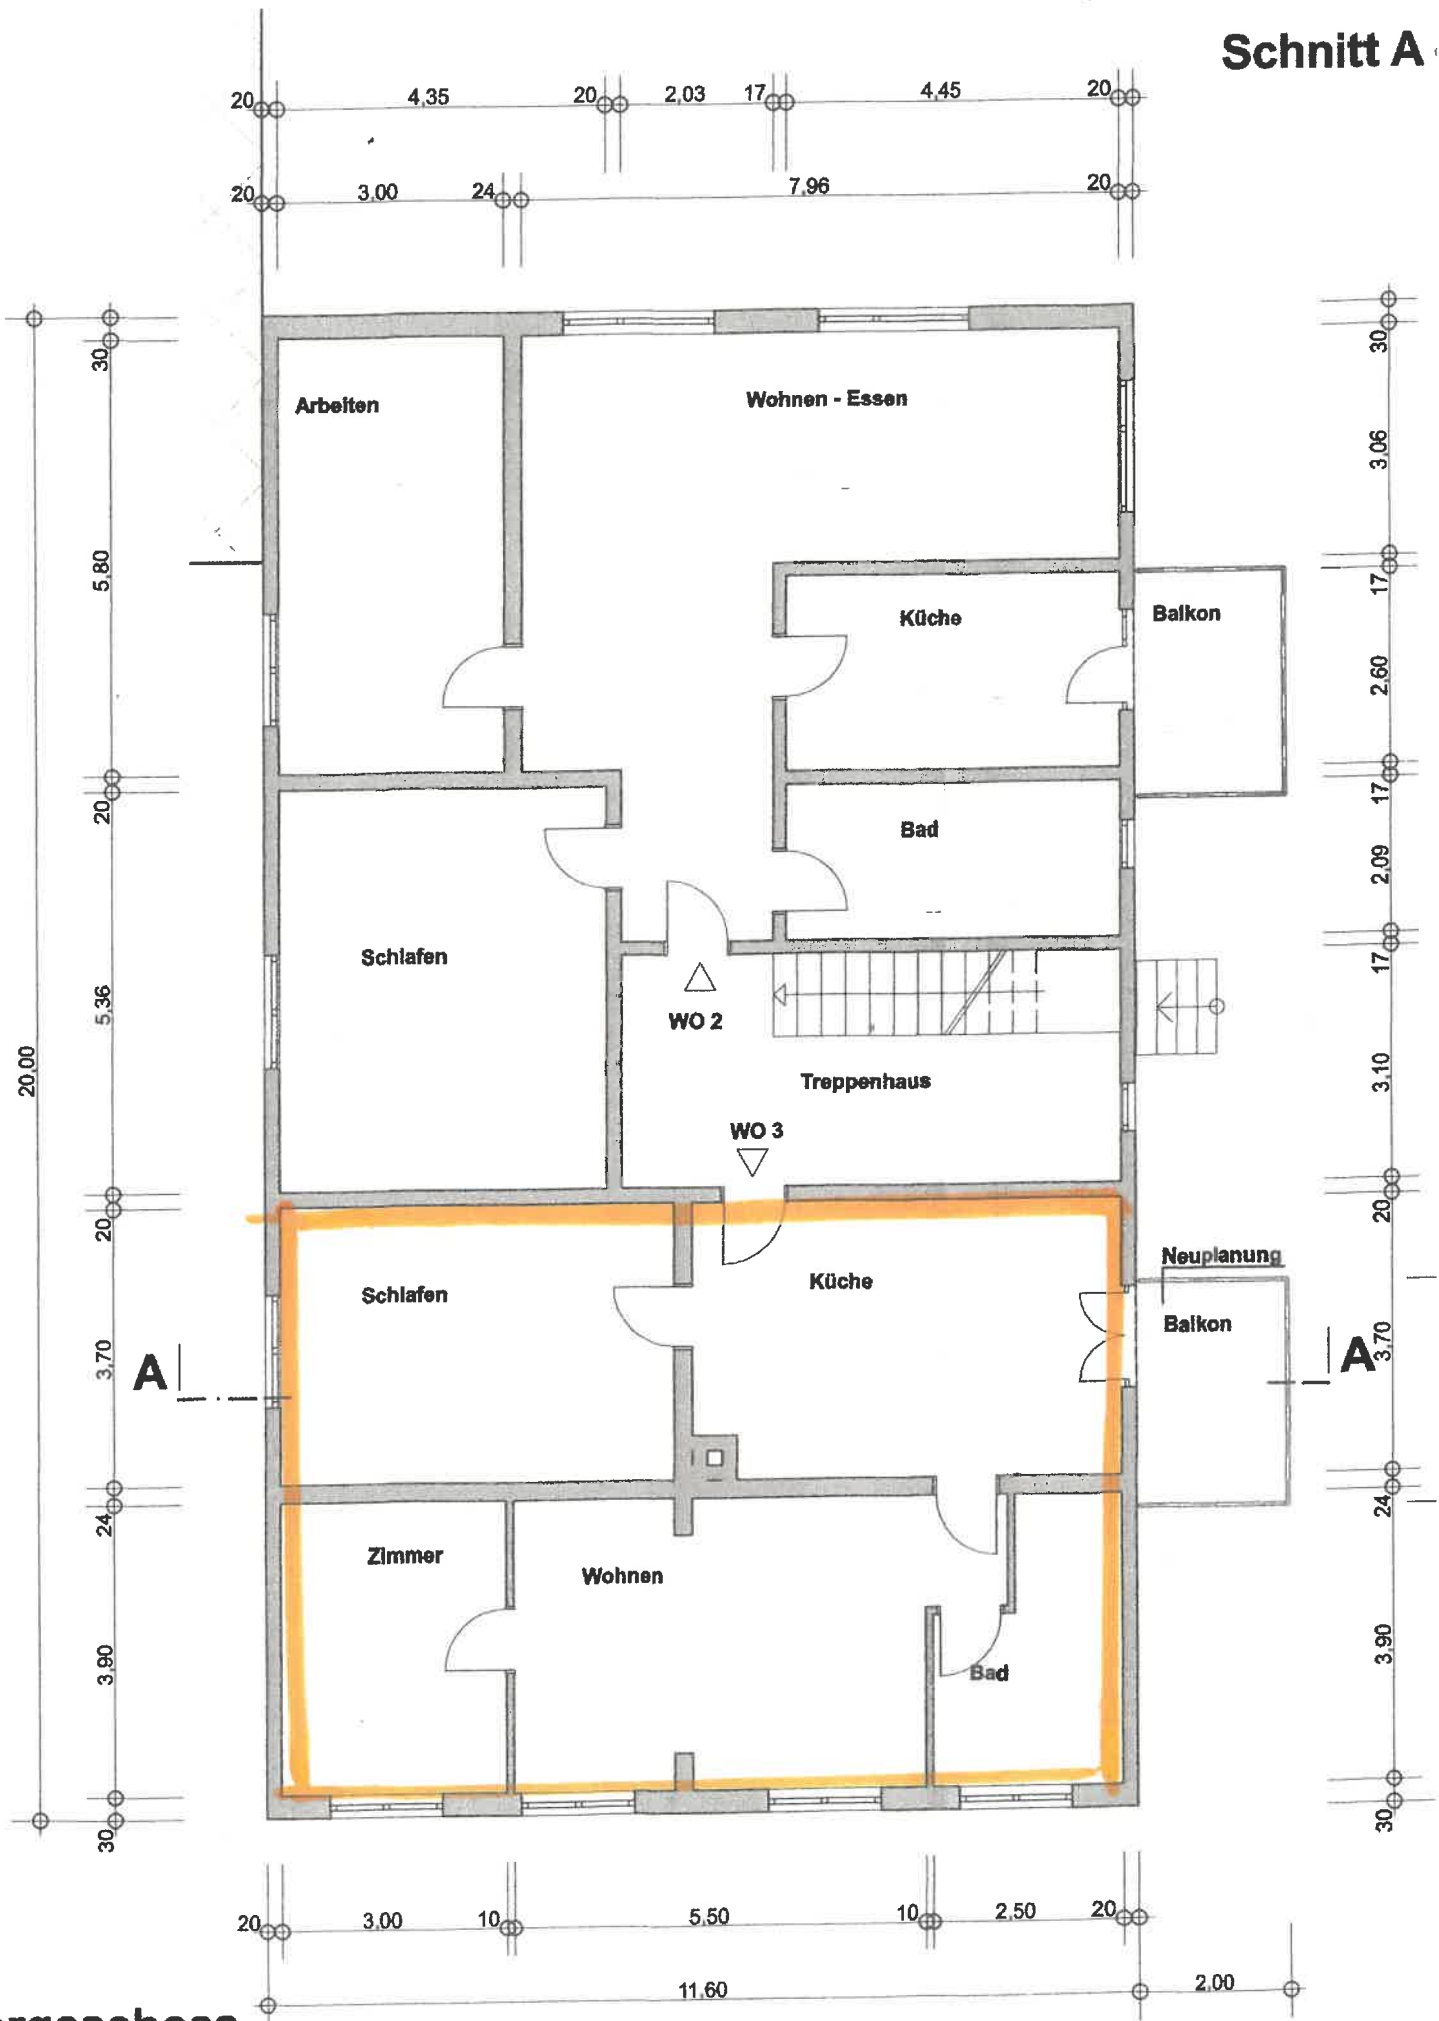 Schnitt A
20 4,35 20 2,03 17 4,45 20
20 3,00 24 7,96 20
30
30
Arbeiten
Wohnen - Essen
3,06
5,80
17
Küche
Balkon
2,60
20
17
Bad
2,09
Schlafen
17
5,36
WO 2
20,00
Treppenhaus
3,10
WO 3
20
20
Neuplanung
Schlafen
Küche
Balkon
3,70
A
A
3,70
24
24
Zimmer
Wohnen
3,90
3,90
Bad
30
30
20 3,00 10 5,50 10 2,50 20
11,60 2,00